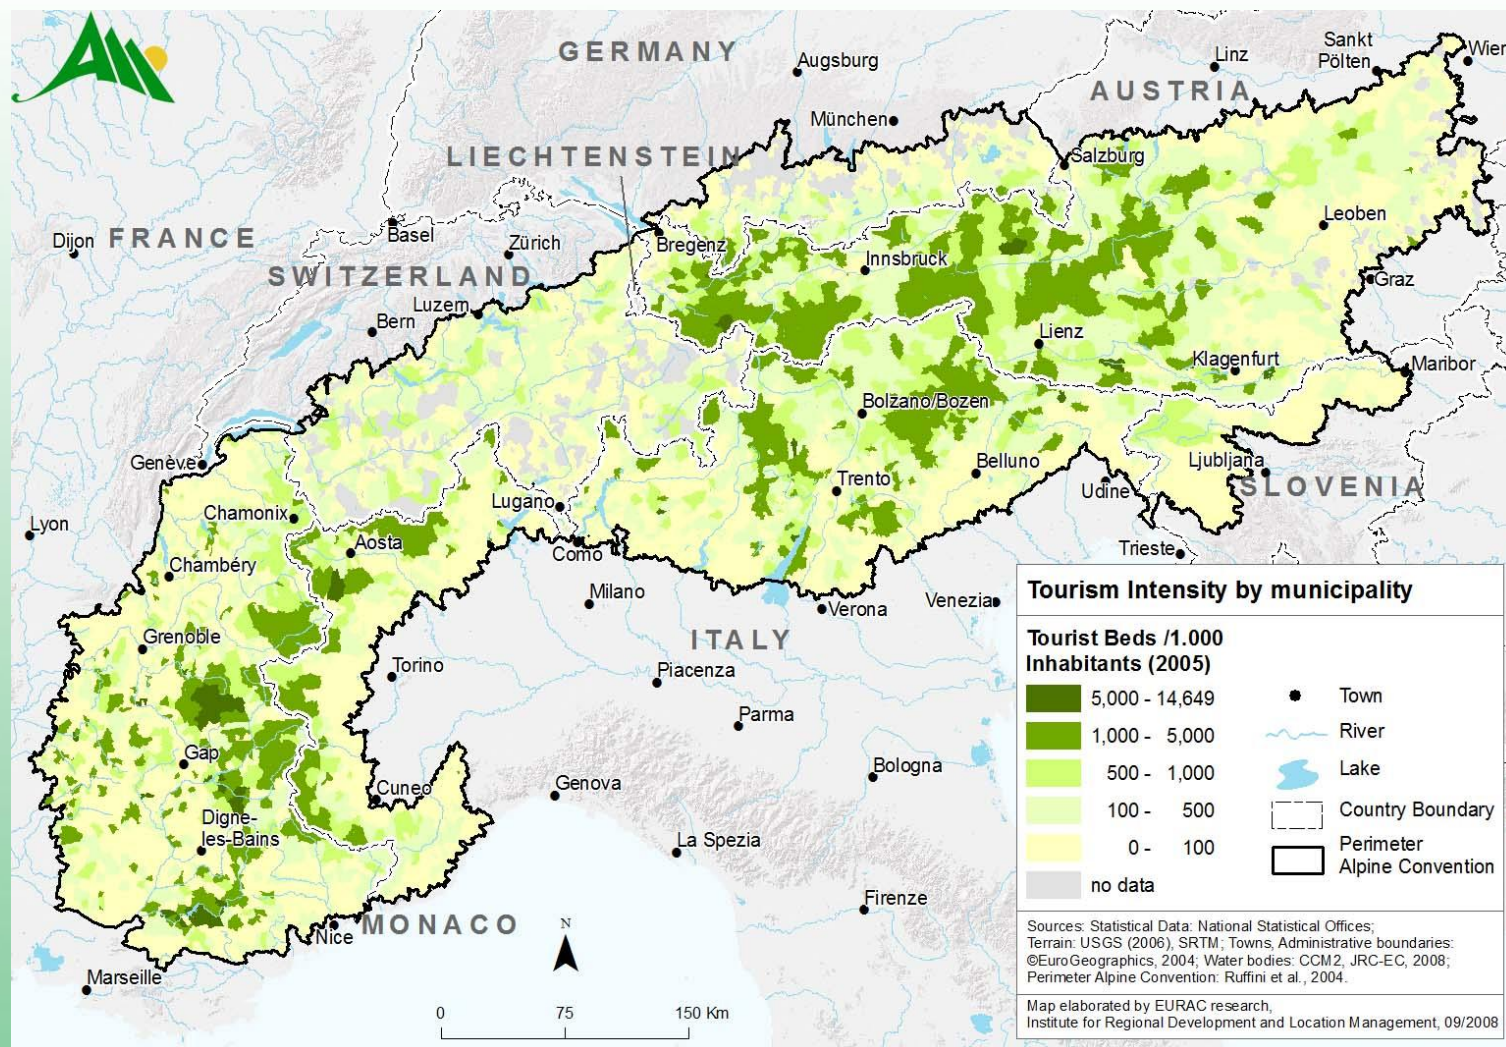 GERMANY
Augsburg
Linz
Sankt
Pölten
Wien
AUSTRIA
München
LIECHTENSTEIN
Salzburg
Dijon
FRANCE
Basel
Zürich
Bregenz
Innsbruck
Leoben
SWITZERLAND
Luzern
Bern
Graz
Lienz
Klagenfurt
Maribor
Bolzano/Bozen
Genève
Belluno
Ljubljana
SLOVENIA
Trento
Udine
Lugano
Chamonix
Lyon
Aosta
Como
Trieste
Chambéry
Milano
Verona
Venezia
Grenoble
ITALY
Torino
Piacenza
Parma
Gap
Bologna
Cuneo
Genova
Digne-
les-Bains
La Spezia
Firenze
MONACO
Nice
Marseille
N
0 75 150 Km
Tourism Intensity by municipality
Tourist Beds /1.000
Inhabitants (2005)
5,000 - 14,649
1,000 - 5,000
500 - 1,000
100 - 500
0 - 100
no data
Town
River
Lake
Country Boundary
Perimeter
Alpine Convention
Sources: Statistical Data: National Statistical Offices;
Terrain: USGS (2006), SRTM; Towns, Administrative boundaries:
©EuroGeographics, 2004; Water bodies: CCM2, JRC-EC, 2008;
Perimeter Alpine Convention: Ruffini et al., 2004.
Map elaborated by EURAC research,
Institute for Regional Development and Location Management, 09/2008